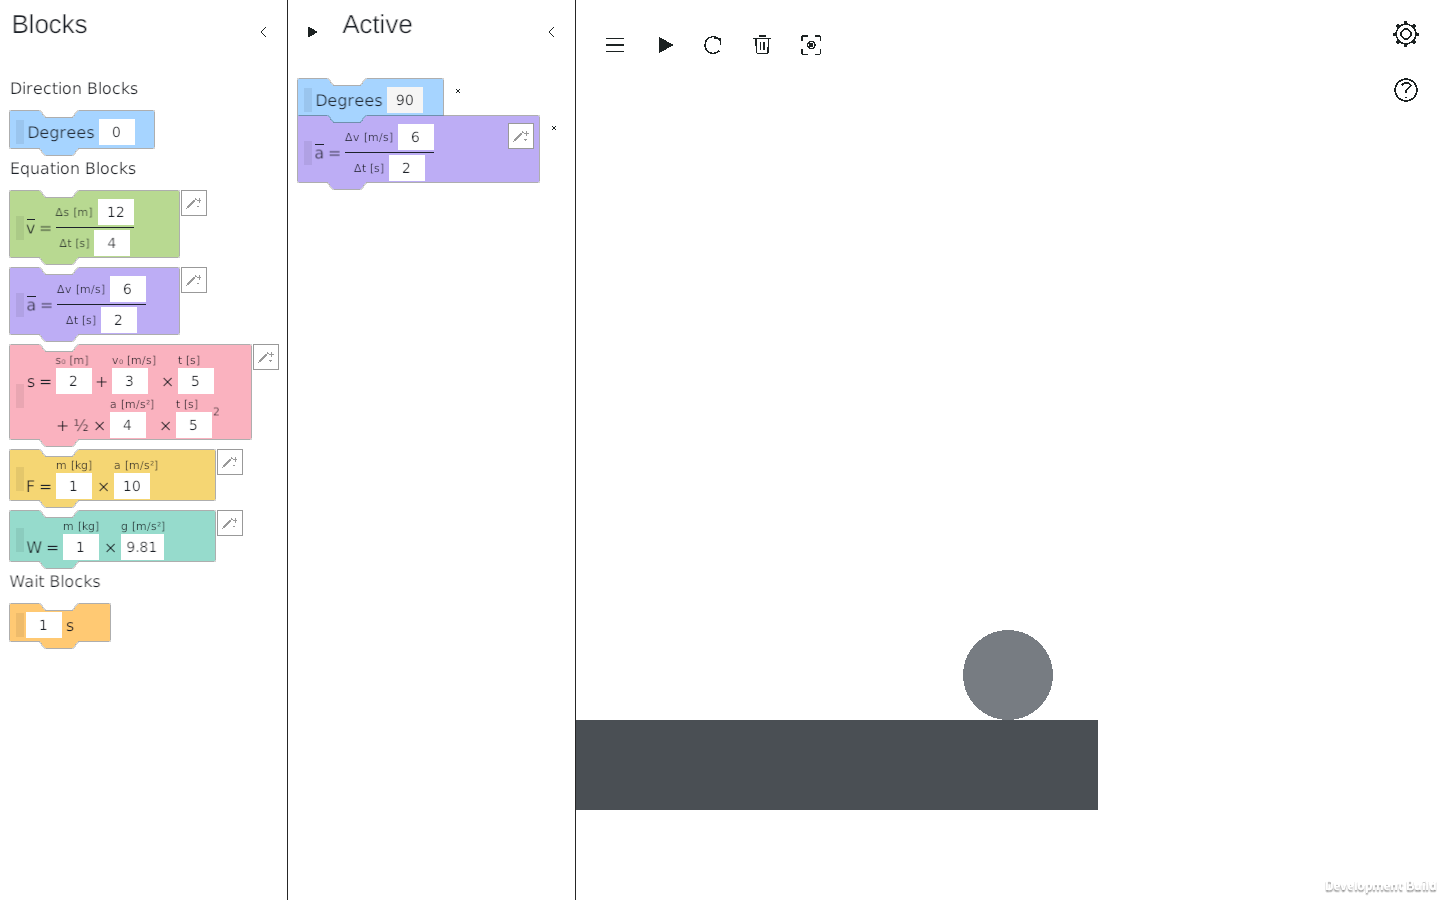 Blocks
Direction Blocks
Degrees 0
Equation Blocks
Δs [m] 12
v =
Δt [s] 4
Δv [m/s] 6
a =
Δt [s] 2
s₀ [m] v₀ [m/s] t [s]
s = 2 + 3 × 5
a [m/s²] t [s] 2
+ ½ × 4 × 5
m [kg] a [m/s²]
F = 1 × 10
m [kg] g [m/s²]
W = 1 × 9.81
Wait Blocks
1 s
Active
Degrees 90
Δv [m/s] 6
a =
Δt [s] 2
Development Build